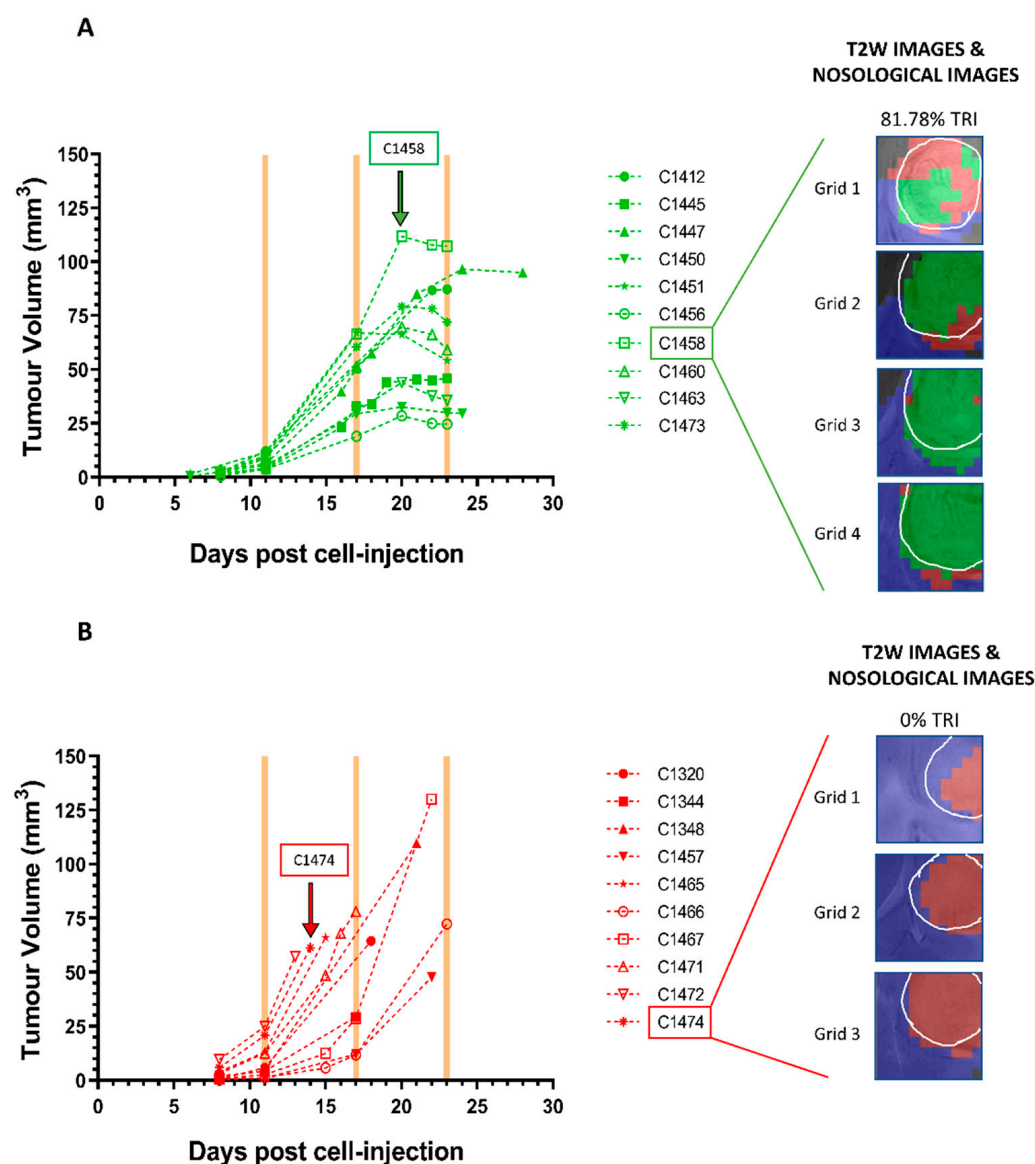 A
T2W IMAGES &
NOSOLOGICAL IMAGES
81.78% TRI
C1458
Tumour Volume (mm³)
150
125
100
75
50
25
0
0 5 10 15 20 25 30
Days post cell-injection
C1412
C1445
C1447
C1450
C1451
C1456
C1458
C1460
C1463
C1473
Grid 1
Grid 2
Grid 3
Grid 4
B
T2W IMAGES &
NOSOLOGICAL IMAGES
0% TRI
C1474
Tumour Volume (mm³)
150
125
100
75
50
25
0
0 5 10 15 20 25 30
Days post cell-injection
C1320
C1344
C1348
C1457
C1465
C1466
C1467
C1471
C1472
C1474
Grid 1
Grid 2
Grid 3